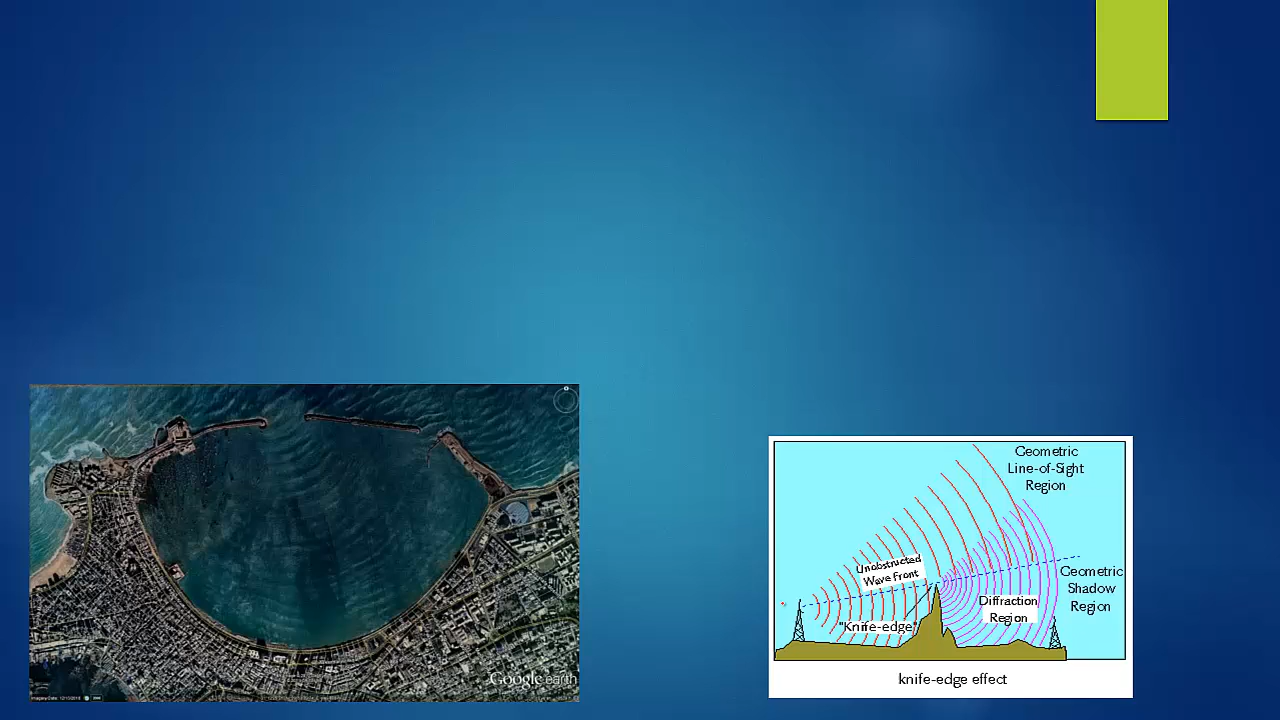 Google earth
Geometric
Line-of-Sight
Region
Unobstructed
Wave Front
Geometric
Shadow
Region
Diffraction
Region
"Knife-edge"
knife-edge effect